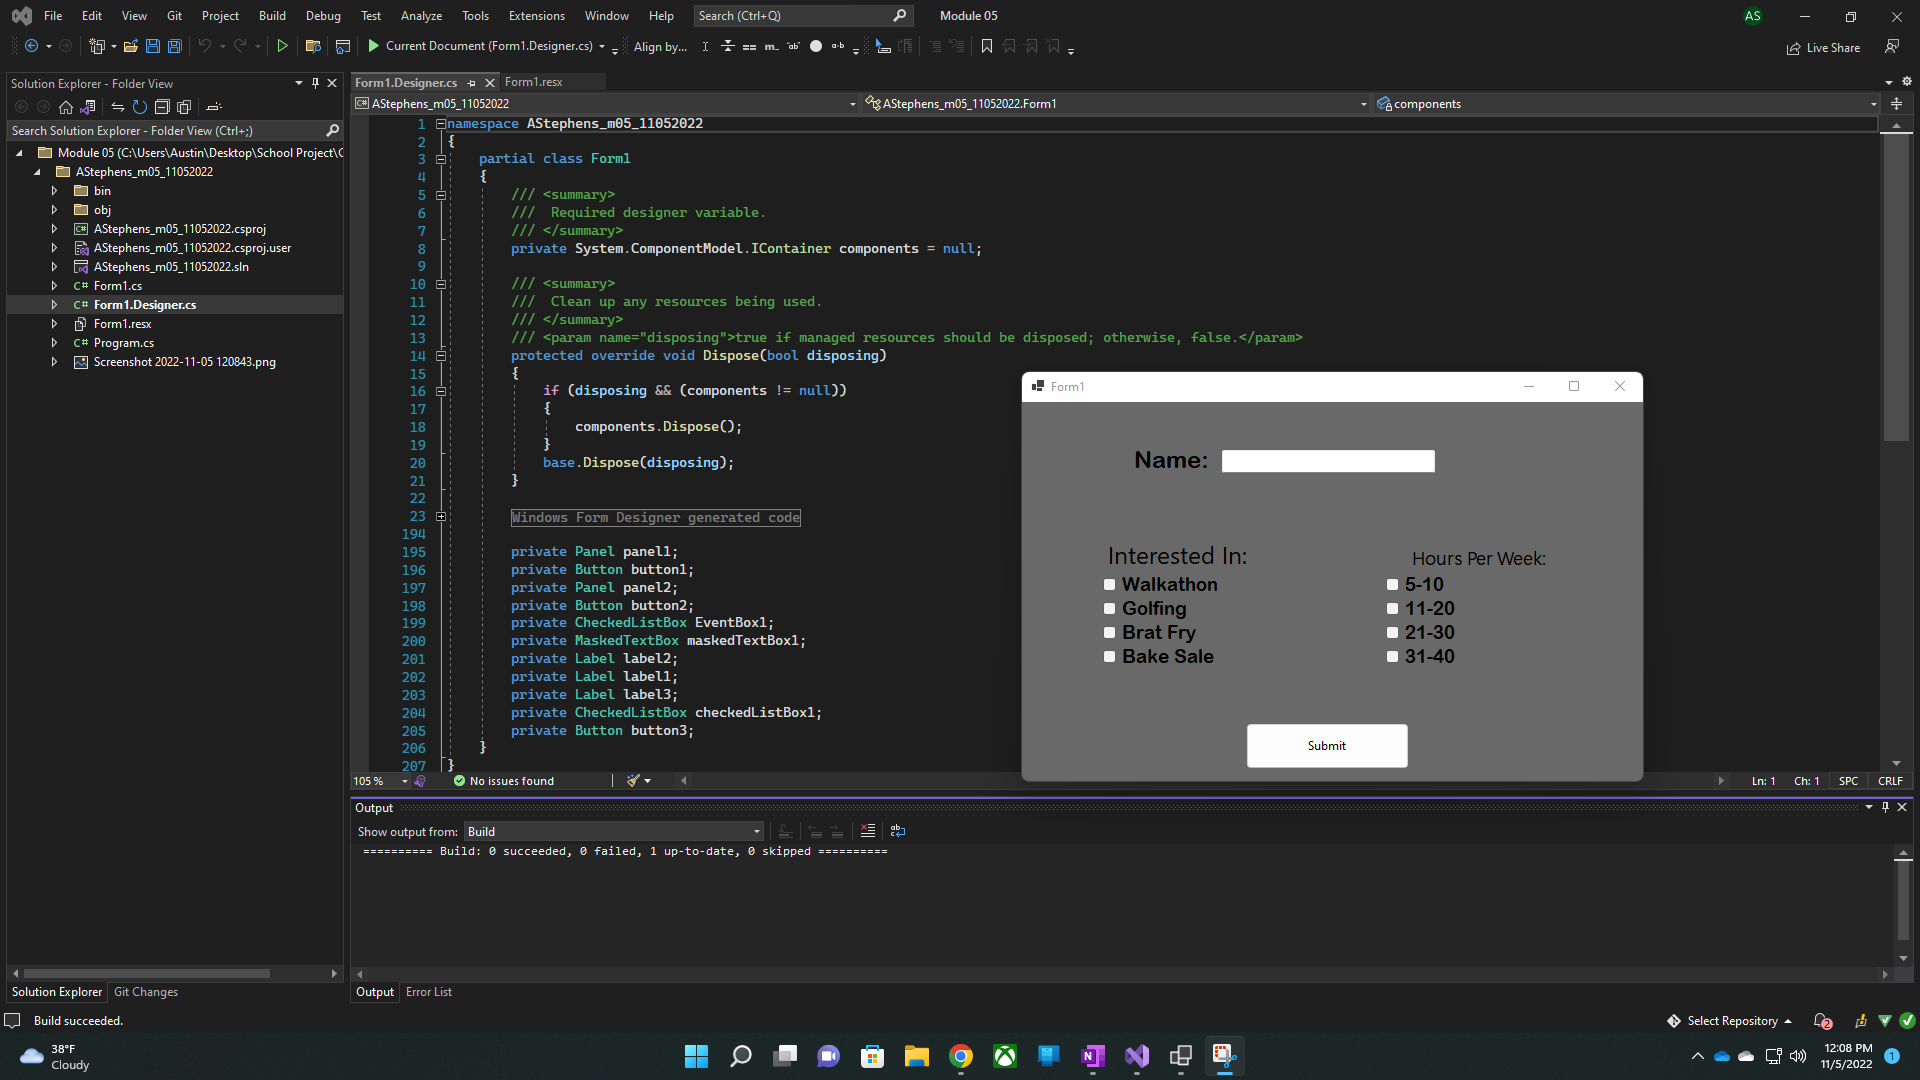 File Edit View Git Project Build Debug Test Analyze Tools Extensions Window Help Search (Ctrl+Q) Module 05 AS
Current Document (Form1.Designer.cs) Align by... Live Share
Solution Explorer - Folder View
Search Solution Explorer - Folder View (Ctrl+;)
Module 05 (C:\Users\Austin\Desktop\School Project\C
AStephens_m05_11052022
bin
obj
AStephens_m05_11052022.csproj
AStephens_m05_11052022.csproj.user
AStephens_m05_11052022.sln
C# Form1.cs
C# Form1.Designer.cs
Form1.resx
C# Program.cs
Screenshot 2022-11-05 120843.png
Solution Explorer Git Changes
Form1.Designer.cs Form1.resx
C# AStephens_m05_11052022 AStephens_m05_11052022.Form1 components
1 namespace AStephens_m05_11052022
2 {
3 partial class Form1
4 {
5 /// <summary>
6 /// Required designer variable.
7 /// </summary>
8 private System.ComponentModel.IContainer components = null;
9
10 /// <summary>
11 /// Clean up any resources being used.
12 /// </summary>
13 /// <param name="disposing">true if managed resources should be disposed; otherwise, false.</param>
14 protected override void Dispose(bool disposing)
15 {
16 if (disposing && (components != null))
17 {
18 components.Dispose();
19 }
20 base.Dispose(disposing);
21 }
22
23 Windows Form Designer generated code
194
195 private Panel panel1;
196 private Button button1;
197 private Panel panel2;
198 private Button button2;
199 private CheckedListBox EventBox1;
200 private MaskedTextBox maskedTextBox1;
201 private Label label2;
202 private Label label1;
203 private Label label3;
204 private CheckedListBox checkedListBox1;
205 private Button button3;
206 }
207 }
105 % No issues found Ln: 1 Ch: 1 SPC CRLF
Form1
Name:
Interested In:
Walkathon
Golfing
Brat Fry
Bake Sale
Hours Per Week:
5-10
11-20
21-30
31-40
Submit
Output
Show output from: Build
========== Build: 0 succeeded, 0 failed, 1 up-to-date, 0 skipped ==========
Output Error List
Build succeeded. Select Repository 2
38°F
Cloudy
12:08 PM
11/5/2022
1